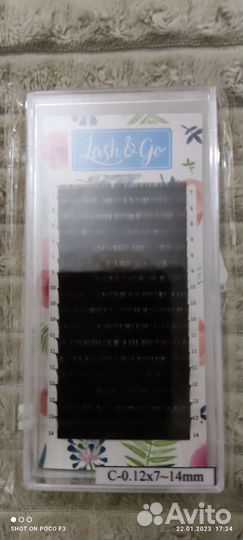 Lash & Go
C-0.12x7~14mm
SHOT ON POCO F3
22.01.2023 17:24
Avito